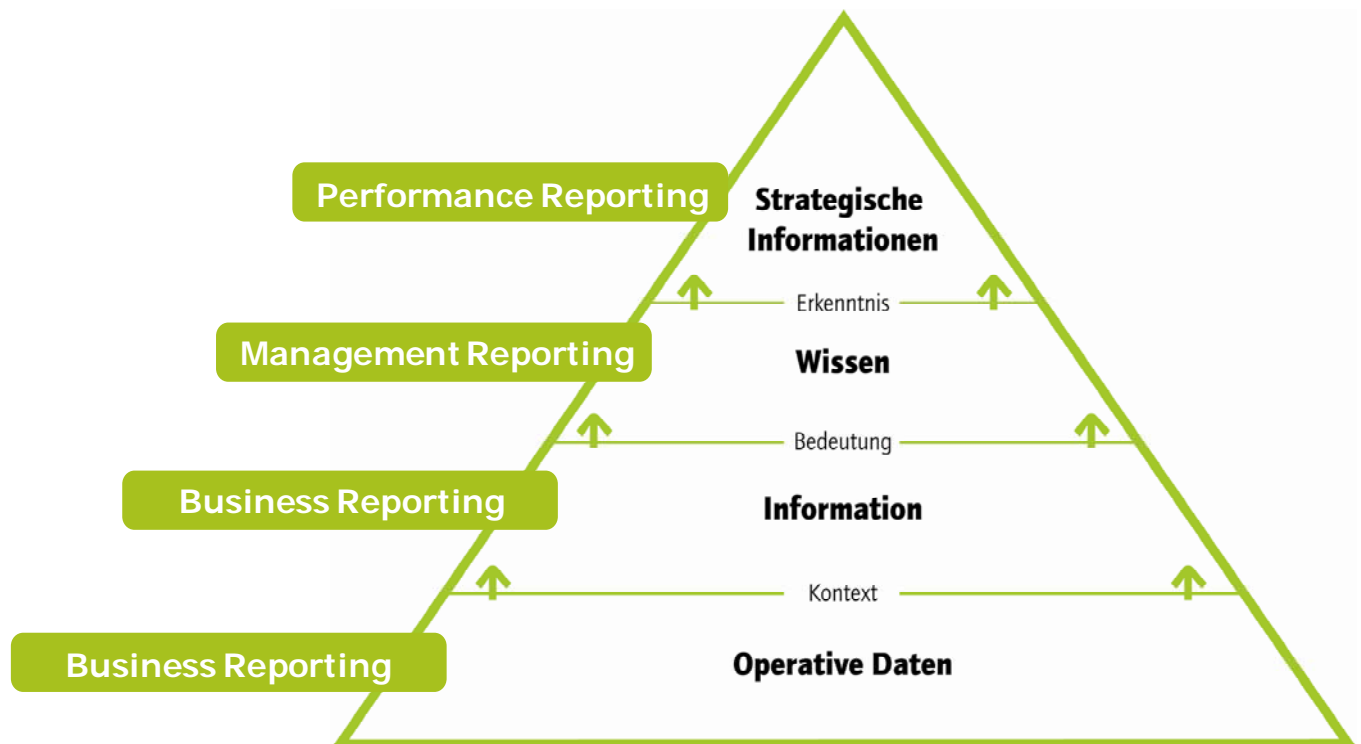 Performance Reporting
Strategische
Informationen
Erkenntnis
Management Reporting
Wissen
Bedeutung
Business Reporting
Information
Kontext
Business Reporting
Operative Daten